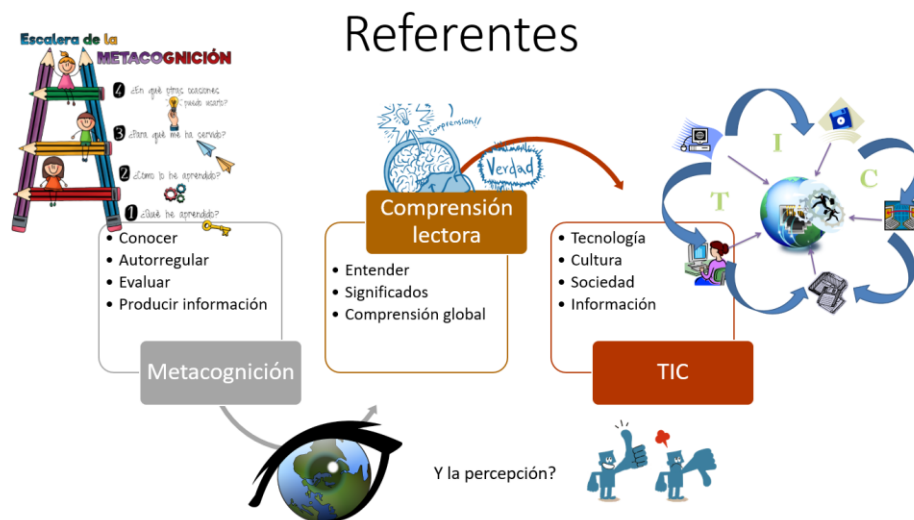 Referentes
Escalera de la
METACOGNICIÓN
4 ¿En qué otras ocasiones
puedo usarlo?
3 ¿Para qué me ha servido?
2 ¿Cómo lo he aprendido?
1 ¿Qué he aprendido?
• Conocer
• Autorregular
• Evaluar
• Producir información
Metacognición
comprension!!
Verdad
Comprensión
lectora
• Entender
• Significados
• Comprensión global
• Tecnología
• Cultura
• Sociedad
• Información
TIC
T
I
C
Y la percepción?